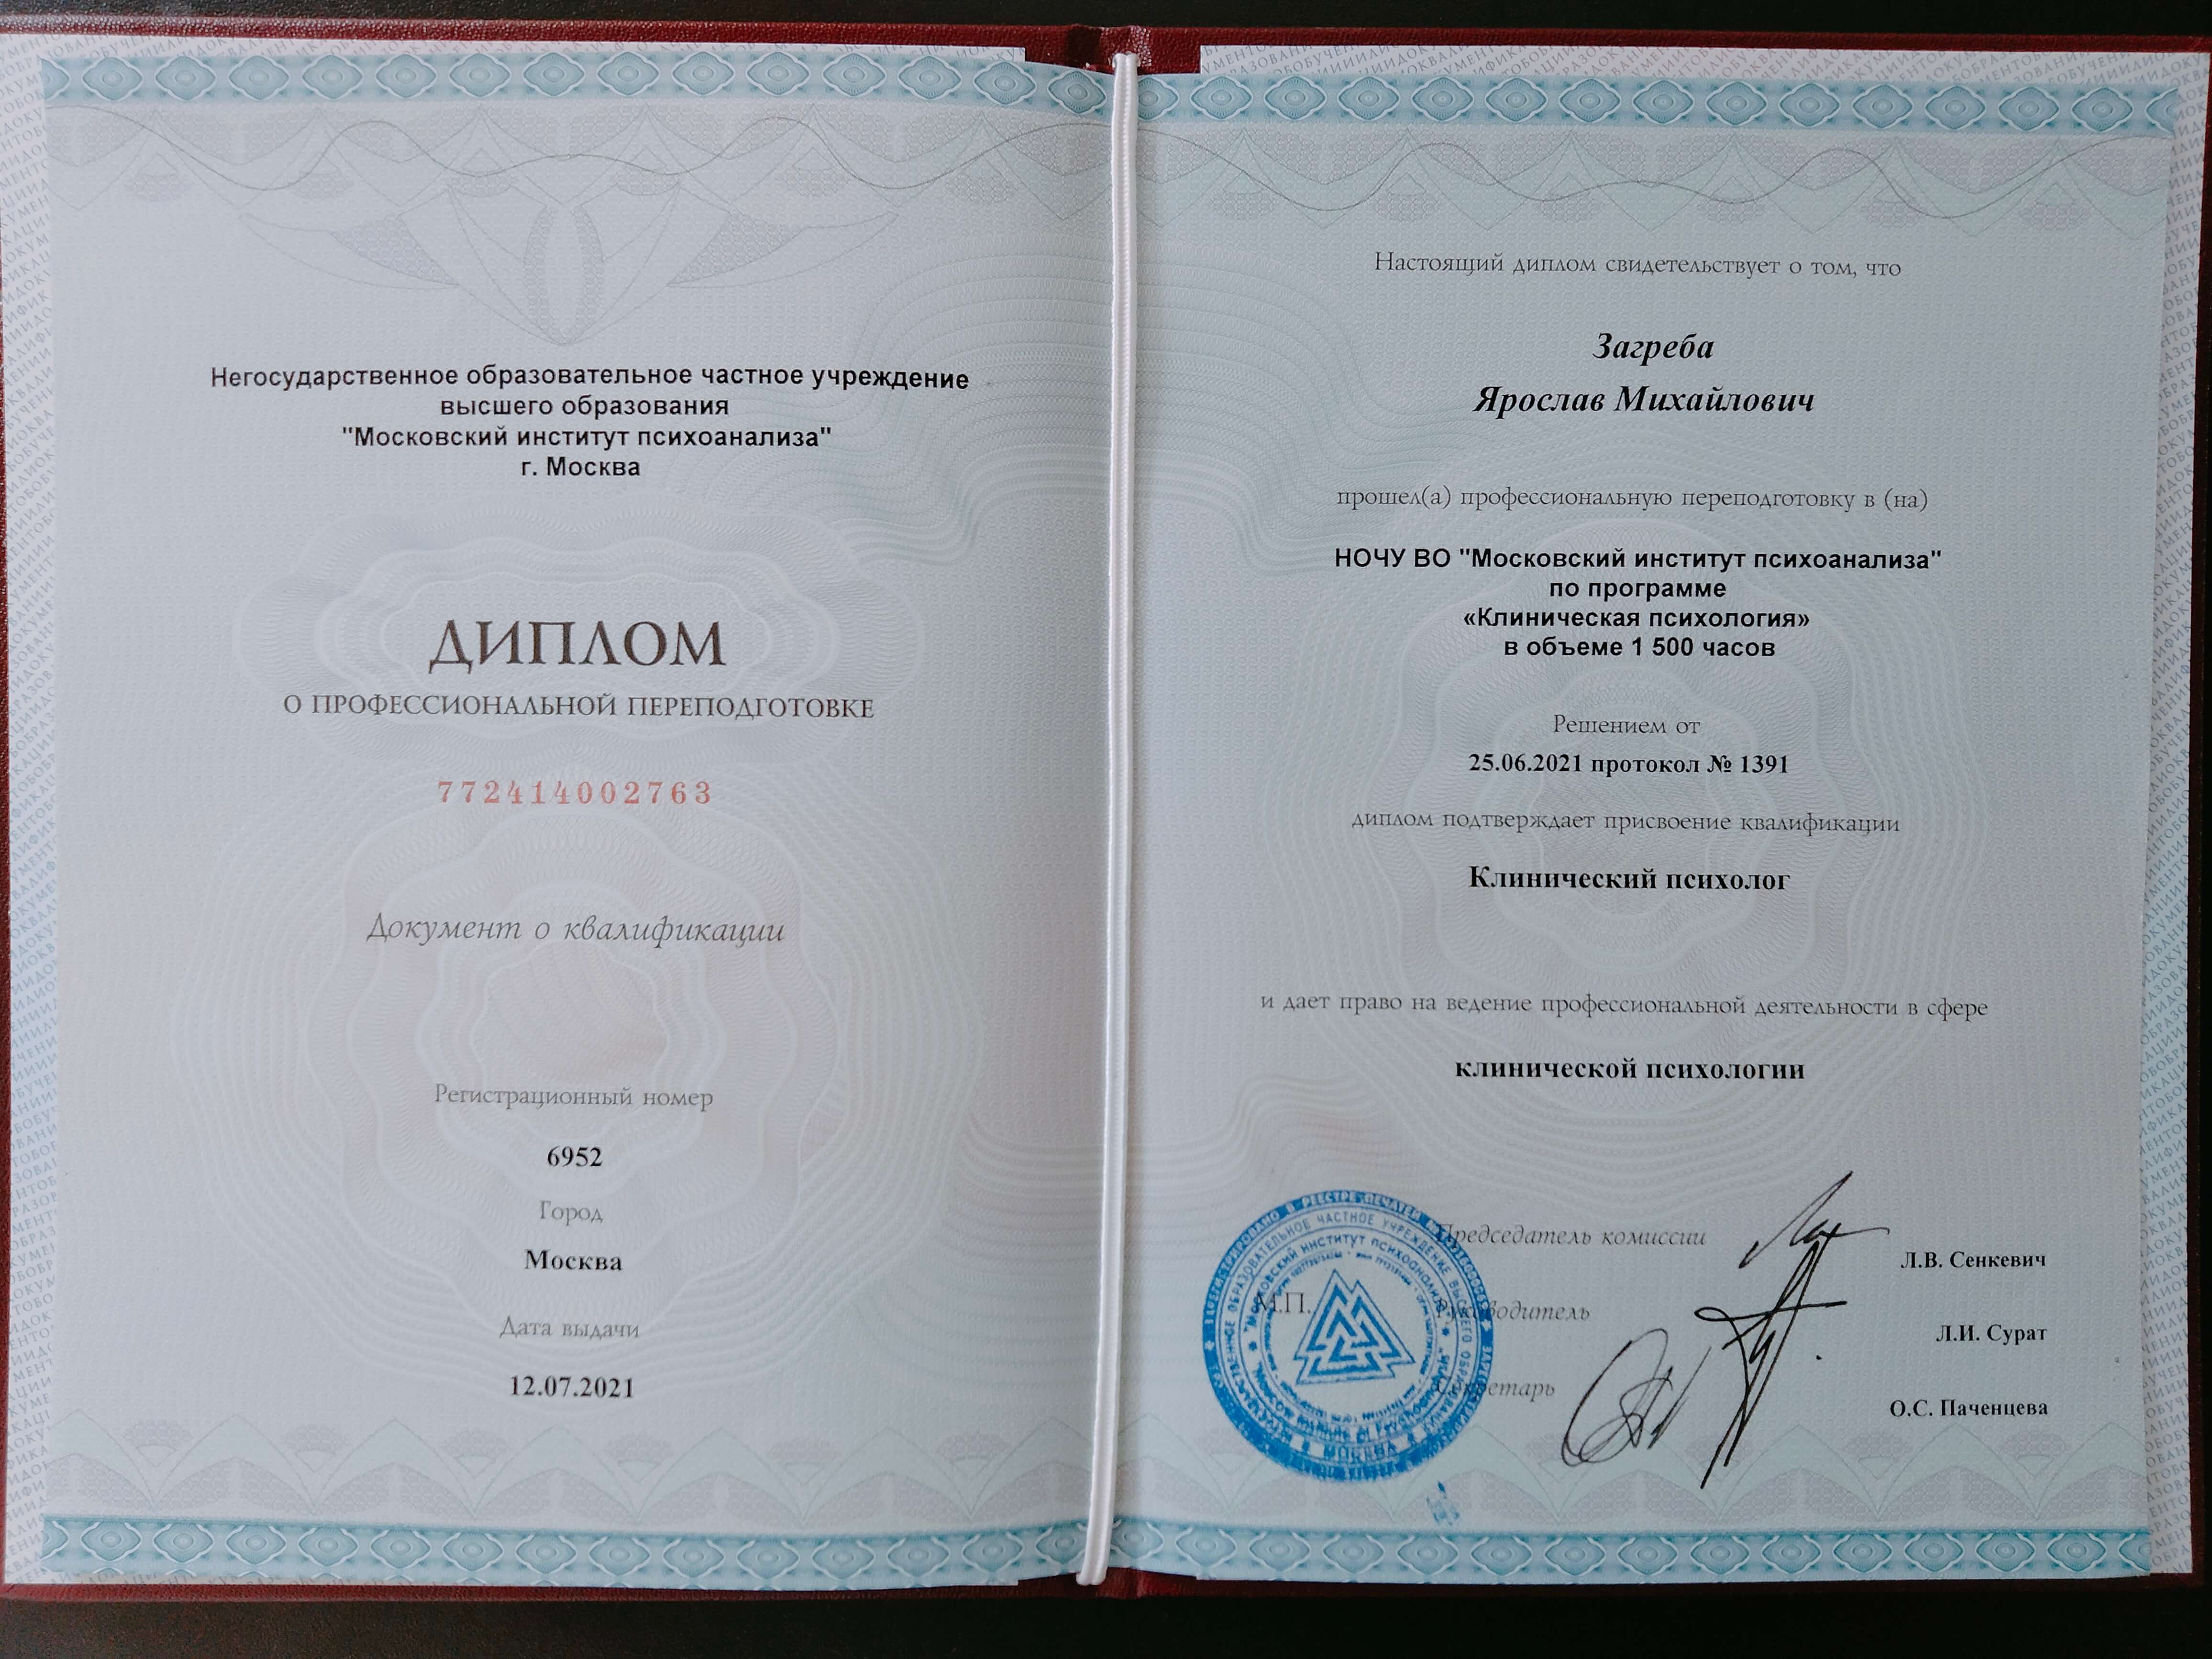 Негосударственное образовательное частное учреждение
высшего образования
"Московский институт психоанализа"
г. Москва
ДИПЛОМ
О ПРОФЕССИОНАЛЬНОЙ ПЕРЕПОДГОТОВКЕ
772414002763
Документ о квалификации
Регистрационный номер
6952
Город
Москва
Дата выдачи
12.07.2021
Настоящий диплом свидетельствует о том, что
Загреба
Ярослав Михайлович
прошел(а) профессиональную переподготовку в (на)
НОЧУ ВО "Московский институт психоанализа"
по программе
«Клиническая психология»
в объеме 1 500 часов
Решением от
25.06.2021 протокол № 1391
диплом подтверждает присвоение квалификации
Клинический психолог
и дает право на ведение профессиональной деятельности в сфере
клинической психологии
Председатель комиссии
Л.В. Сенкевич
М.П.
Руководитель
Л.И. Сурат
Секретарь
О.С. Паченцева
МОСКВА